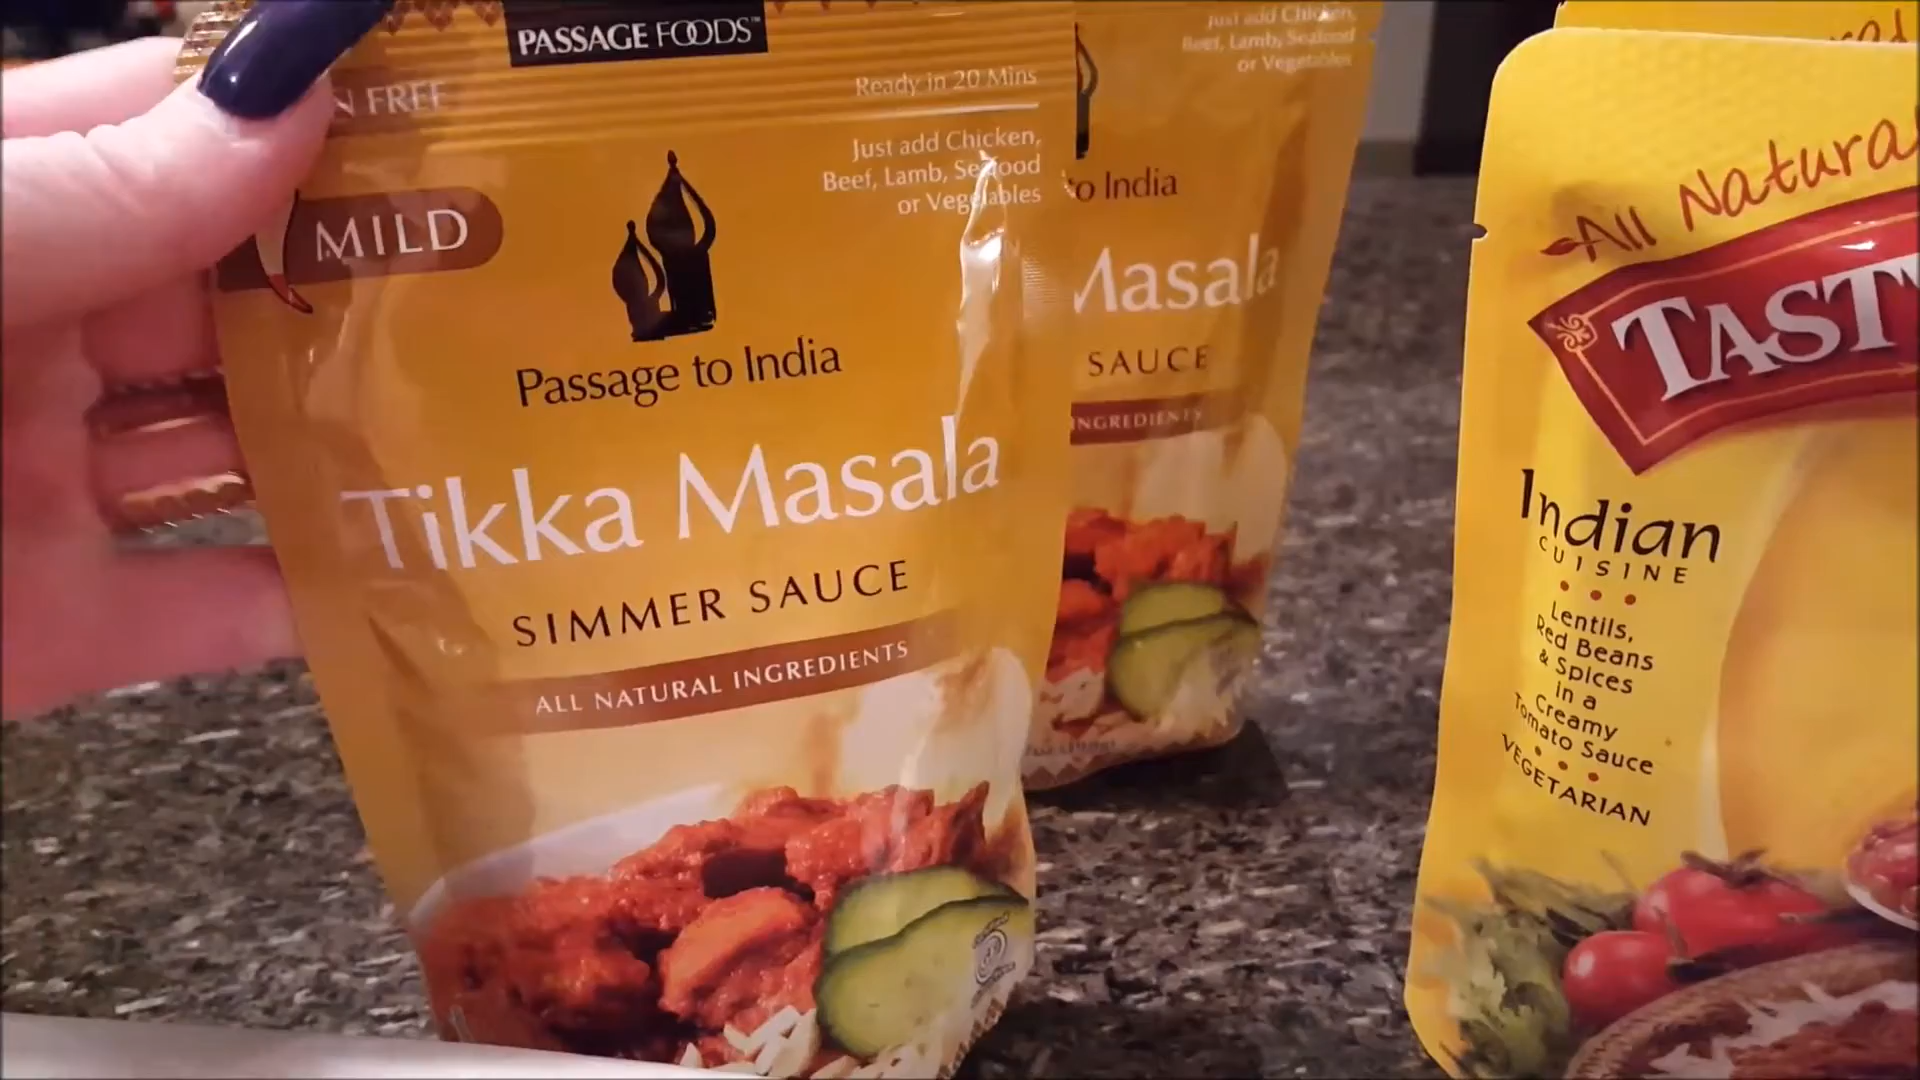 PASSAGE FOODS™
N FREE
Ready in 20 Mins
Just add Chicken,
Beef, Lamb, Seafood
or Vegetables
MILD
Passage to India
Tikka Masala
SIMMER SAUCE
ALL NATURAL INGREDIENTS
Just add Chicken,
Beef, Lamb, Seafood
or Vegetables
to India
Masala
SAUCE
INGREDIENTS
All Natural
TASTY
Indian
CUISINE
Lentils,
Red Beans
& Spices
in a
Creamy
Tomato Sauce
VEGETARIAN